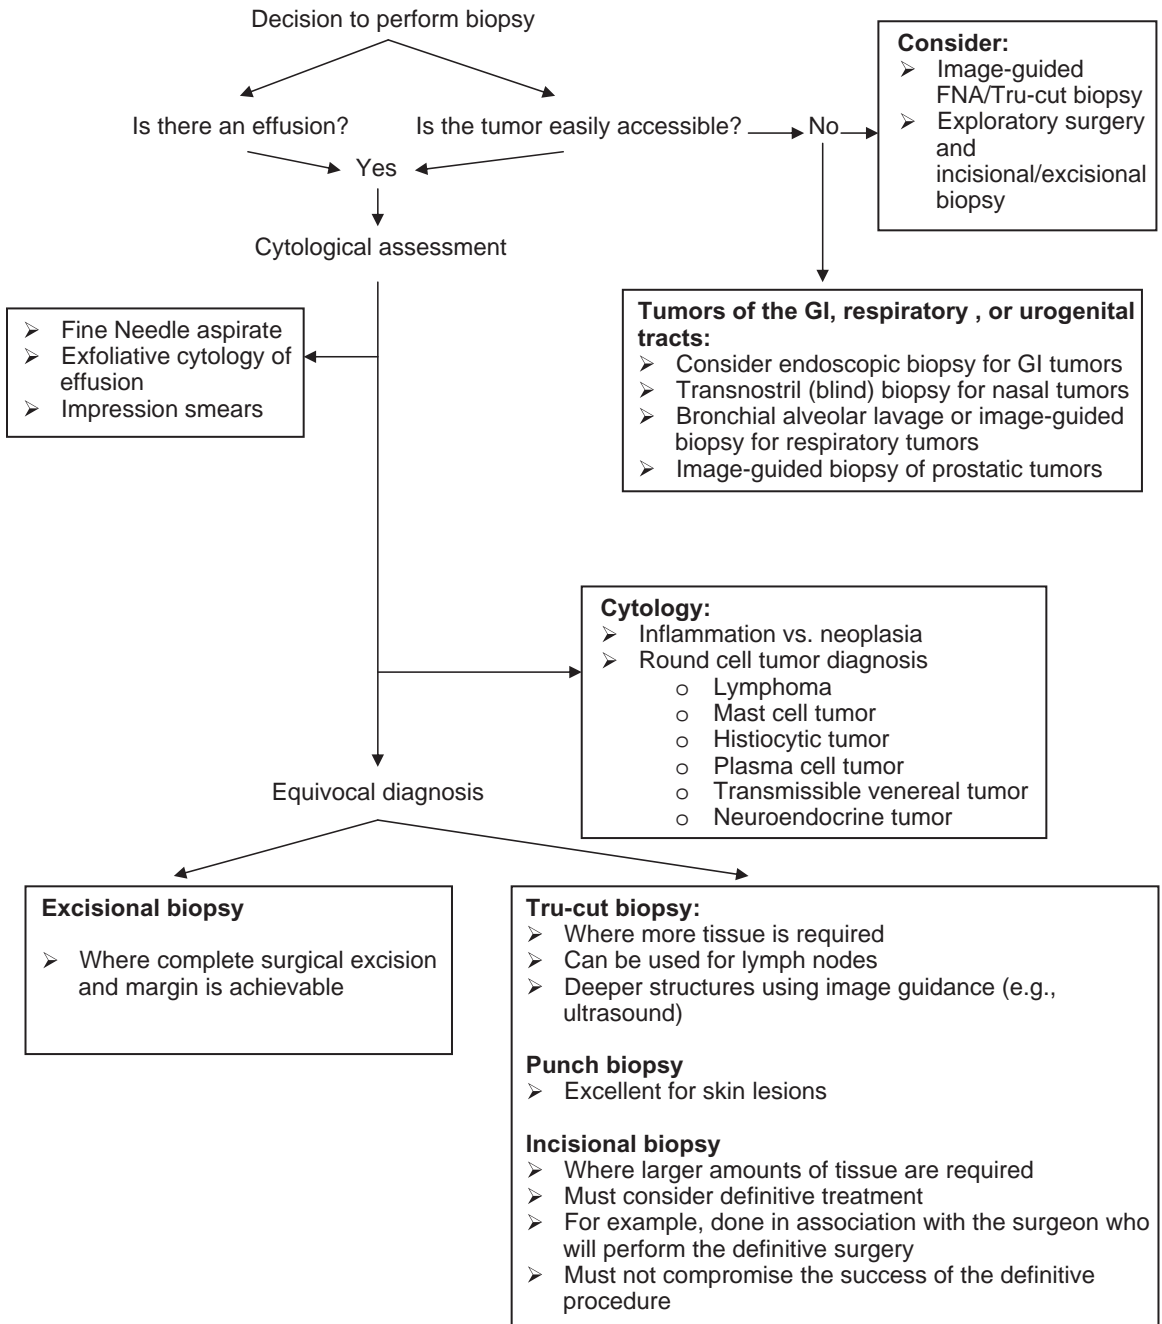 Decision to perform biopsy
Consider:
➢ Image-guided
FNA/Tru-cut biopsy
➢ Exploratory surgery
and
incisional/excisional
biopsy
Is there an effusion?
Is the tumor easily accessible?
No
Yes
Cytological assessment
➢ Fine Needle aspirate
➢ Exfoliative cytology of
effusion
➢ Impression smears
Tumors of the GI, respiratory , or urogenital
tracts:
➢ Consider endoscopic biopsy for GI tumors
➢ Transnostril (blind) biopsy for nasal tumors
➢ Bronchial alveolar lavage or image-guided
biopsy for respiratory tumors
➢ Image-guided biopsy of prostatic tumors
Cytology:
➢ Inflammation vs. neoplasia
➢ Round cell tumor diagnosis
o Lymphoma
o Mast cell tumor
o Histiocytic tumor
o Plasma cell tumor
o Transmissible venereal tumor
o Neuroendocrine tumor
Equivocal diagnosis
Excisional biopsy
➢ Where complete surgical excision
and margin is achievable
Tru-cut biopsy:
➢ Where more tissue is required
➢ Can be used for lymph nodes
➢ Deeper structures using image guidance (e.g.,
ultrasound)
Punch biopsy
➢ Excellent for skin lesions
Incisional biopsy
➢ Where larger amounts of tissue are required
➢ Must consider definitive treatment
➢ For example, done in association with the surgeon who
will perform the definitive surgery
➢ Must not compromise the success of the definitive
procedure